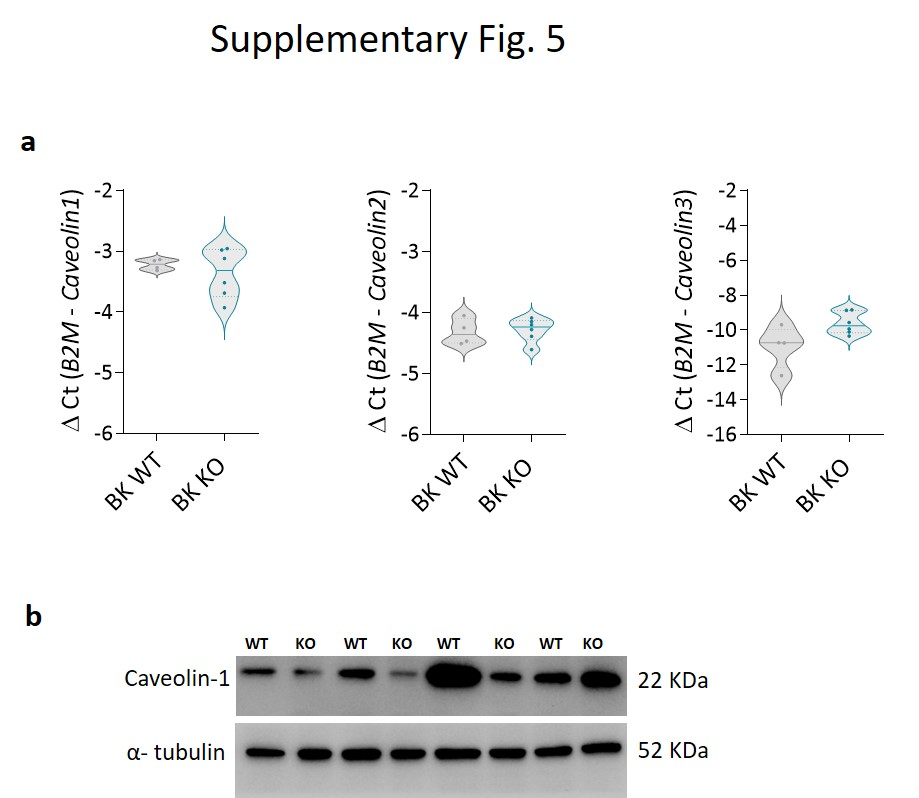 Supplementary Fig. 5
a
Δ Ct (B2M - Caveolin1)
-2
-3
-4
-5
-6
BK WT
BK KO
Δ Ct (B2M - Caveolin2)
-2
-3
-4
-5
-6
BK WT
BK KO
Δ Ct (B2M - Caveolin3)
-2
-4
-6
-8
-10
-12
-14
-16
BK WT
BK KO
b
WT KO WT KO WT KO WT KO
Caveolin-1
22 KDa
α- tubulin
52 KDa